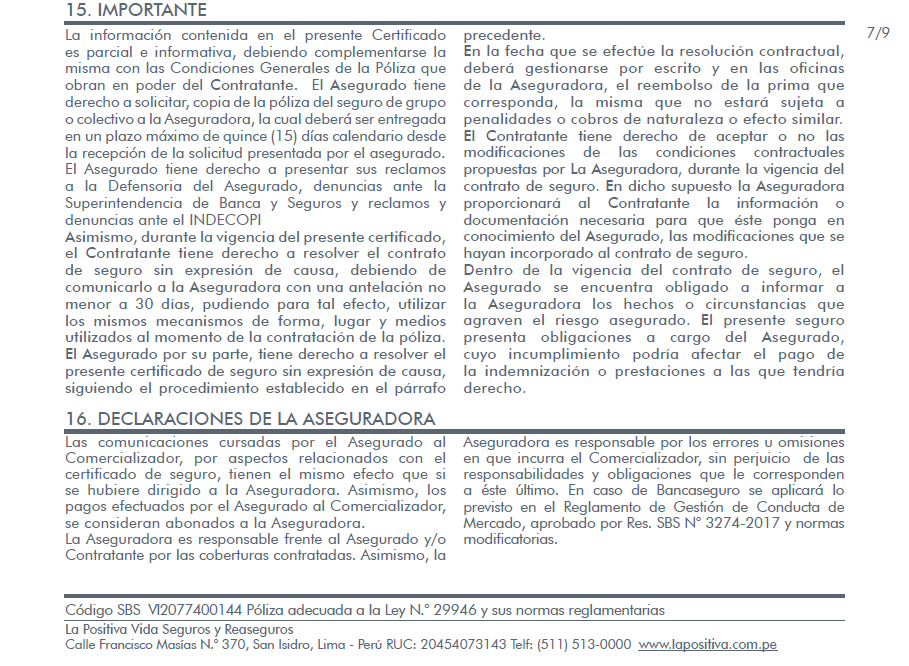 15. IMPORTANTE
La información contenida en el presente Certificado
es parcial e informativa, debiendo complementarse la
misma con las Condiciones Generales de la Póliza que
obran en poder del Contratante. El Asegurado tiene
derecho a solicitar, copia de la póliza del seguro de grupo
o colectivo a la Aseguradora, la cual deberá ser entregada
en un plazo máximo de quince (15) días calendario desde
la recepción de la solicitud presentada por el asegurado.
El Asegurado tiene derecho a presentar sus reclamos
a la Defensoria del Asegurado, denuncias ante la
Superintendencia de Banca y Seguros y reclamos y
denuncias ante el INDECOPI
Asimismo, durante la vigencia del presente certificado,
el Contratante tiene derecho a resolver el contrato
de seguro sin expresión de causa, debiendo de
comunicarlo a la Aseguradora con una antelación no
menor a 30 días, pudiendo para tal efecto, utilizar
los mismos mecanismos de forma, lugar y medios
utilizados al momento de la contratación de la póliza.
El Asegurado por su parte, tiene derecho a resolver el
presente certificado de seguro sin expresión de causa,
siguiendo el procedimiento establecido en el párrafo
precedente.
En la fecha que se efectúe la resolución contractual,
deberá gestionarse por escrito y en las oficinas
de la Aseguradora, el reembolso de la prima que
corresponda, la misma que no estará sujeta a
penalidades o cobros de naturaleza o efecto similar.
El Contratante tiene derecho de aceptar o no las
modificaciones de las condiciones contractuales
propuestas por La Aseguradora, durante la vigencia del
contrato de seguro. En dicho supuesto la Aseguradora
proporcionará al Contratante la información o
documentación necesaria para que éste ponga en
conocimiento del Asegurado, las modificaciones que se
hayan incorporado al contrato de seguro.
Dentro de la vigencia del contrato de seguro, el
Asegurado se encuentra obligado a informar a
la Aseguradora los hechos o circunstancias que
agraven el riesgo asegurado. El presente seguro
presenta obligaciones a cargo del Asegurado,
cuyo incumplimiento podría afectar el pago de
la indemnización o prestaciones a las que tendría
derecho.
7/9
16. DECLARACIONES DE LA ASEGURADORA
Las comunicaciones cursadas por el Asegurado al
Comercializador, por aspectos relacionados con el
certificado de seguro, tienen el mismo efecto que si
se hubiere dirigido a la Aseguradora. Asimismo, los
pagos efectuados por el Asegurado al Comercializador,
se consideran abonados a la Aseguradora.
La Aseguradora es responsable frente al Asegurado y/o
Contratante por las coberturas contratadas. Asimismo, la
Aseguradora es responsable por los errores u omisiones
en que incurra el Comercializador, sin perjuicio de las
responsabilidades y obligaciones que le corresponden
a éste último. En caso de Bancaseguro se aplicará lo
previsto en el Reglamento de Gestión de Conducta de
Mercado, aprobado por Res. SBS Nº 3274-2017 y normas
modificatorias.
Código SBS VI2077400144 Póliza adecuada a la Ley N.° 29946 y sus normas reglamentarias
La Positiva Vida Seguros y Reaseguros
Calle Francisco Masías N.° 370, San Isidro, Lima - Perú RUC: 20454073143 Telf: (511) 513-0000 www.lapositiva.com.pe